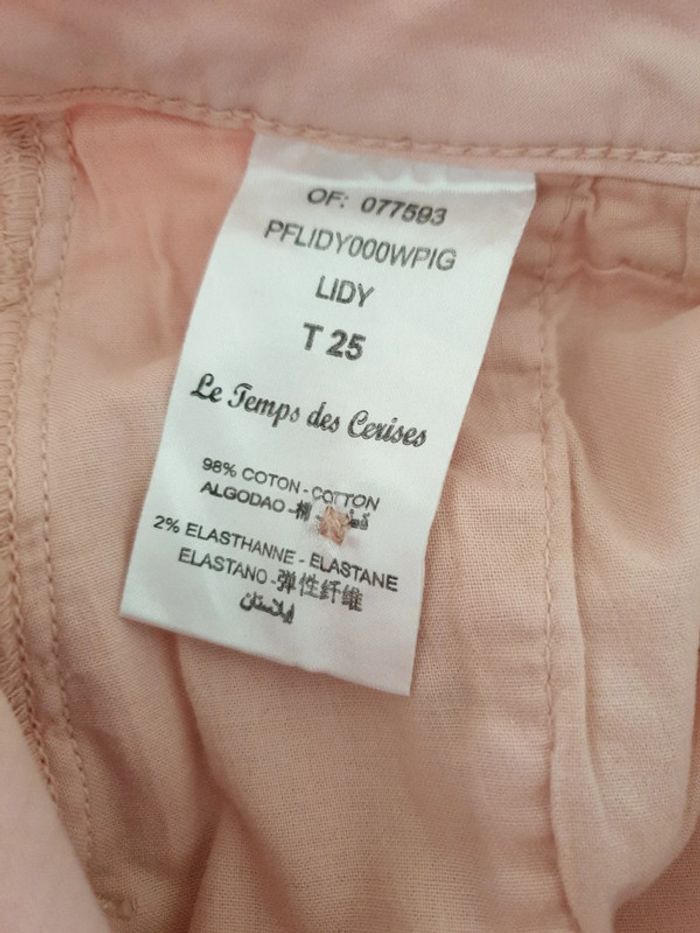 OF: 077593
PFLIDY000WPIG
LIDY
T 25
Le Temps des Cerises
98% COTON - COTTON
ALGODAO -
2% ELASTHANNE - ELASTANE
ELASTANO - 弹性纤维
ايلاستان